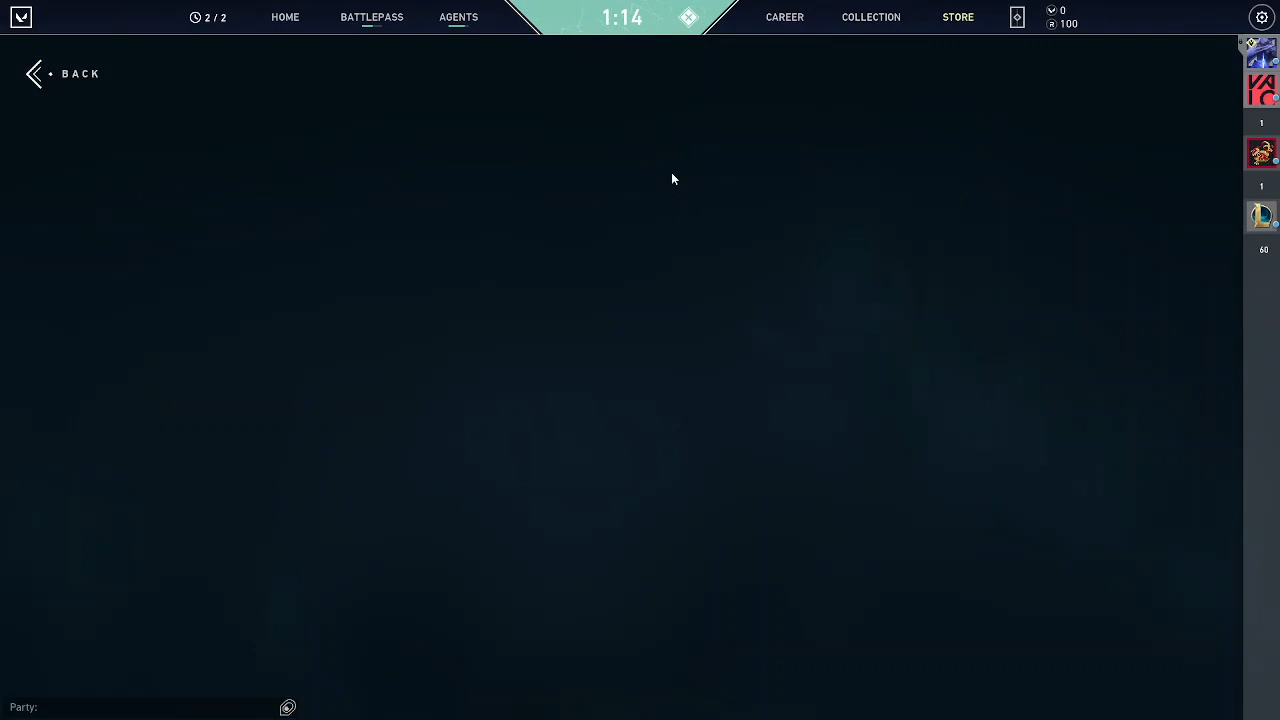 2 / 2 HOME BATTLEPASS AGENTS 1:14 CAREER COLLECTION STORE 0
100
BACK
1
1
60
Party: